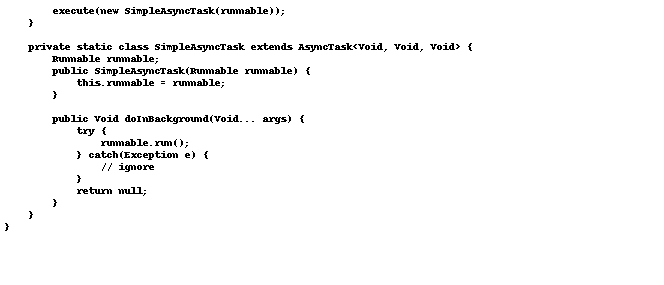 execute(new SimpleAsyncTask(runnable));
    }

    private static class SimpleAsyncTask extends AsyncTask<Void, Void, Void> {
        Runnable runnable;
        public SimpleAsyncTask(Runnable runnable) {
            this.runnable = runnable;
        }

        public Void doInBackground(Void... args) {
            try {
                runnable.run();
            } catch(Exception e) {
                // ignore
            }
            return null;
        }
    }
}